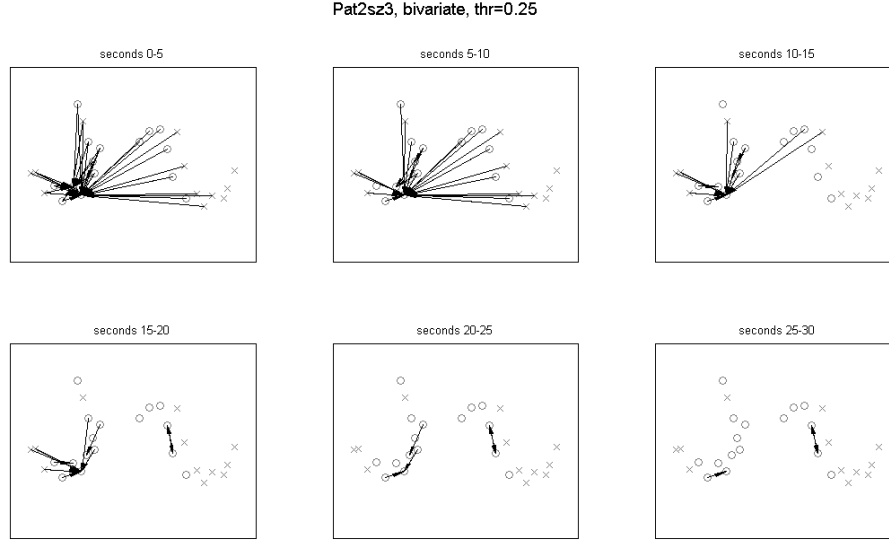 Pat2sz3, bivariate, thr=0.25
seconds 0-5
seconds 5-10
seconds 10-15
seconds 15-20
seconds 20-25
seconds 25-30